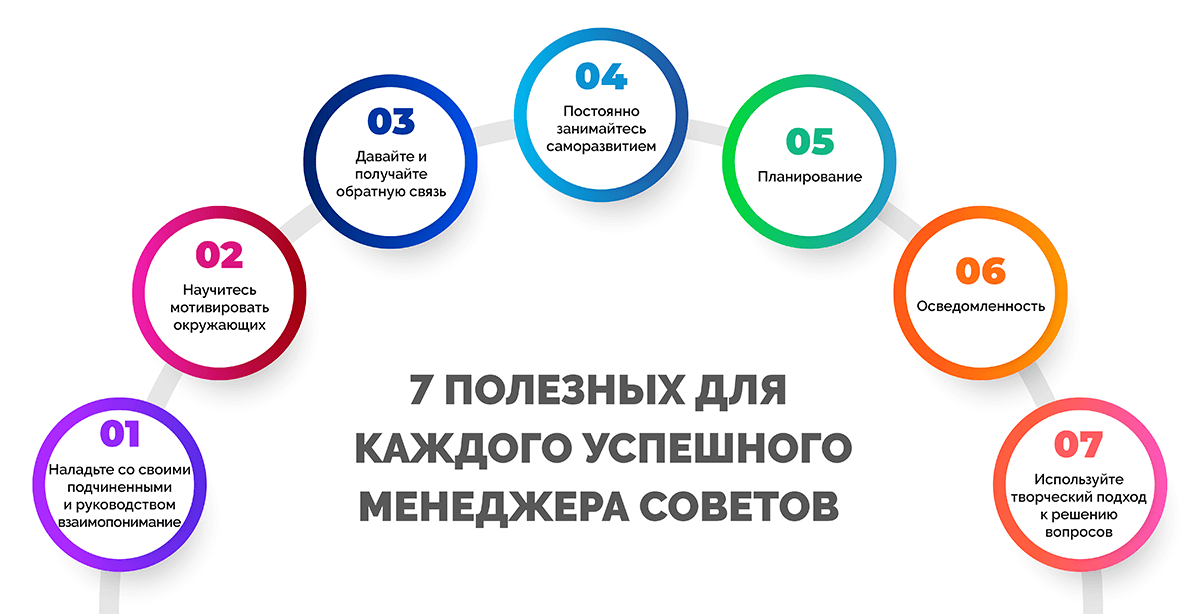 01
Наладьте со своими
подчиненными
и руководством
взаимопонимание
02
Научитесь
мотивировать
окружающих
03
Давайте и
получайте
обратную связь
04
Постоянно
занимайтесь
саморазвитием
05
Планирование
06
Осведомленность
07
Используйте
творческий подход
к решению
вопросов
7 ПОЛЕЗНЫХ ДЛЯ
КАЖДОГО УСПЕШНОГО
МЕНЕДЖЕРА СОВЕТОВ